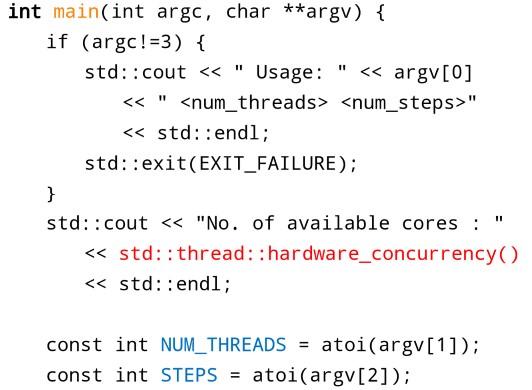 int main(int argc, char **argv) {
if (argc!=3) {
std::cout << " Usage: " << argv[0]
<< " <num_threads> <num_steps>"
<< std::endl;
std::exit(EXIT_FAILURE);
}
std::cout << "No. of available cores : "
<< std::thread::hardware_concurrency()
<< std::endl;
const int NUM_THREADS = atoi(argv[1]);
const int STEPS = atoi(argv[2]);